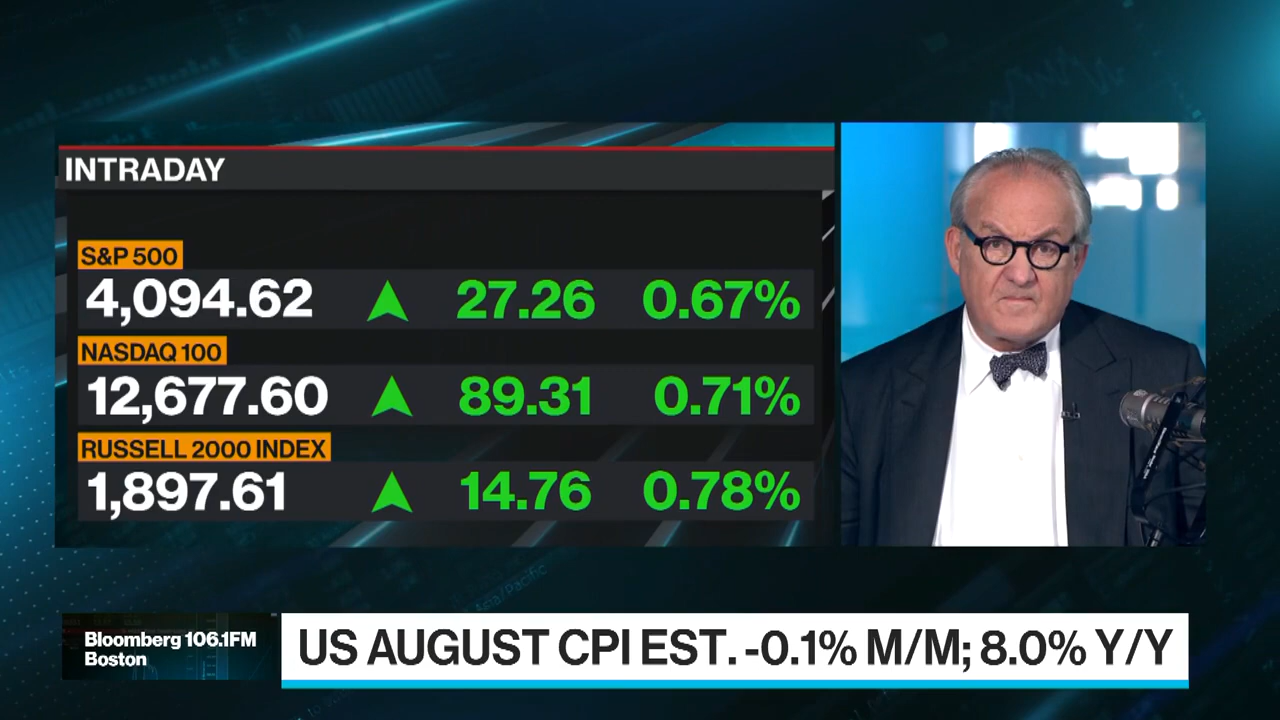 INTRADAY
S&P 500
4,094.62 ▲ 27.26 0.67%
NASDAQ 100
12,677.60 ▲ 89.31 0.71%
RUSSELL 2000 INDEX
1,897.61 ▲ 14.76 0.78%
Asia/Pacific
Bloomberg 106.1FM
Boston
US AUGUST CPI EST. -0.1% M/M; 8.0% Y/Y